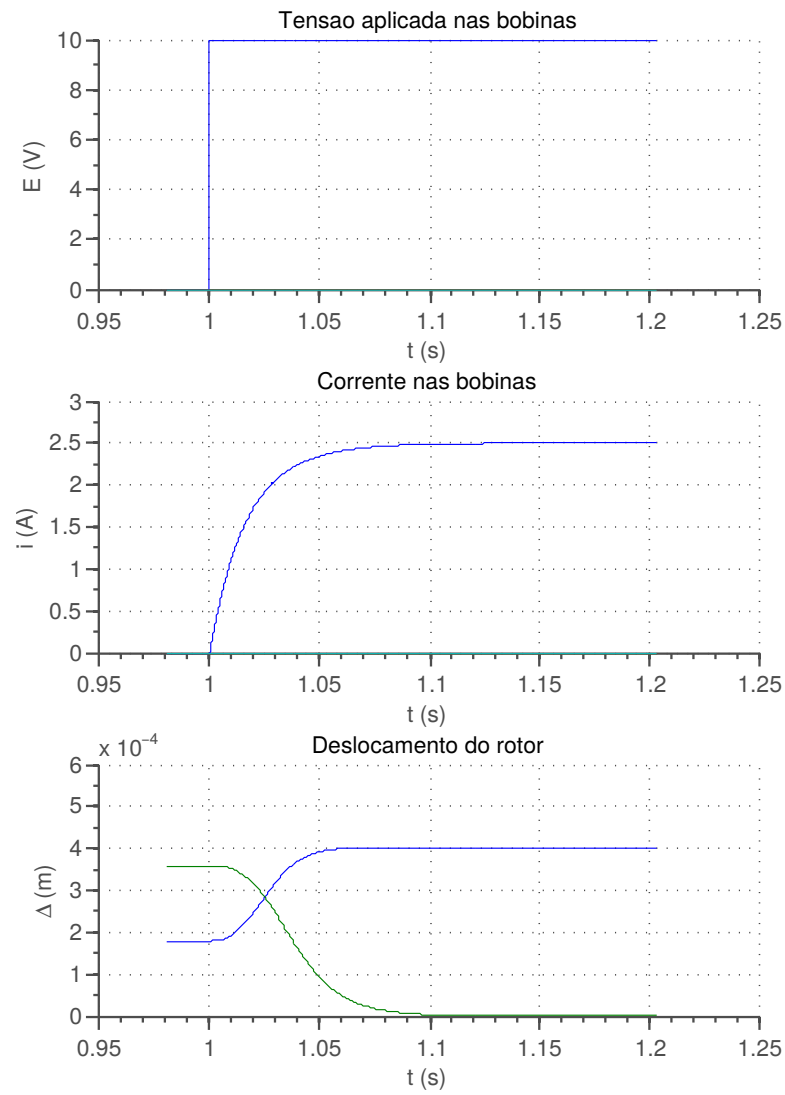 Tensao aplicada nas bobinas
10
8
6
4
2
0
E (V)
0.95 1 1.05 1.1 1.15 1.2 1.25
t (s)
Corrente nas bobinas
3
2.5
2
1.5
1
0.5
0
i (A)
0.95 1 1.05 1.1 1.15 1.2 1.25
t (s)
x 10⁻⁴
Deslocamento do rotor
6
5
4
3
2
1
0
Δ (m)
0.95 1 1.05 1.1 1.15 1.2 1.25
t (s)